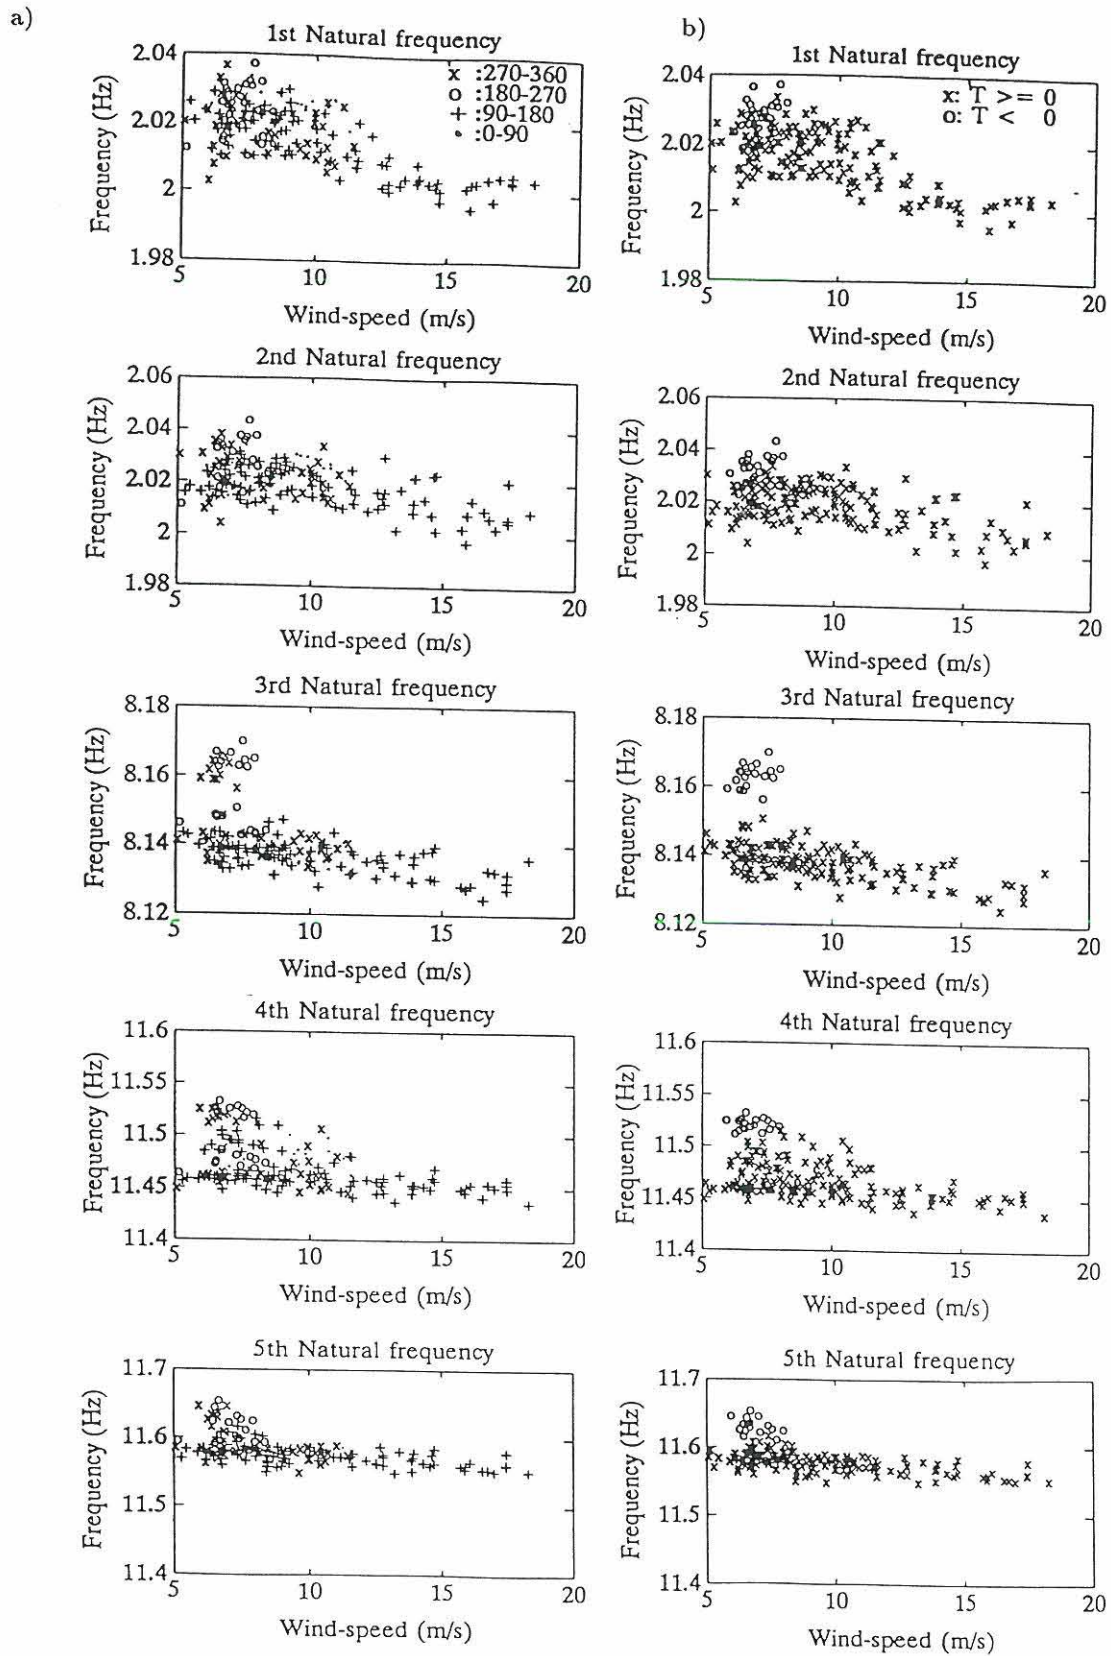 a)
1st Natural frequency
2.04
2.02
2
1.98
Frequency (Hz)
x :270-360
o :180-270
+ :90-180
• :0-90
5 10 15 20
Wind-speed (m/s)
2nd Natural frequency
2.06
2.04
2.02
2
1.98
Frequency (Hz)
5 10 15 20
Wind-speed (m/s)
3rd Natural frequency
8.18
8.16
8.14
8.12
Frequency (Hz)
5 10 15 20
Wind-speed (m/s)
4th Natural frequency
11.6
11.55
11.5
11.45
11.4
Frequency (Hz)
5 10 15 20
Wind-speed (m/s)
5th Natural frequency
11.7
11.6
11.5
11.4
Frequency (Hz)
5 10 15 20
Wind-speed (m/s)
b)
1st Natural frequency
2.04
2.02
2
1.98
Frequency (Hz)
x: T >= 0
o: T < 0
5 10 15 20
Wind-speed (m/s)
2nd Natural frequency
2.06
2.04
2.02
2
1.98
Frequency (Hz)
5 10 15 20
Wind-speed (m/s)
3rd Natural frequency
8.18
8.16
8.14
8.12
Frequency (Hz)
5 10 15 20
Wind-speed (m/s)
4th Natural frequency
11.6
11.55
11.5
11.45
11.4
Frequency (Hz)
5 10 15 20
Wind-speed (m/s)
5th Natural frequency
11.7
11.6
11.5
11.4
Frequency (Hz)
5 10 15 20
Wind-speed (m/s)